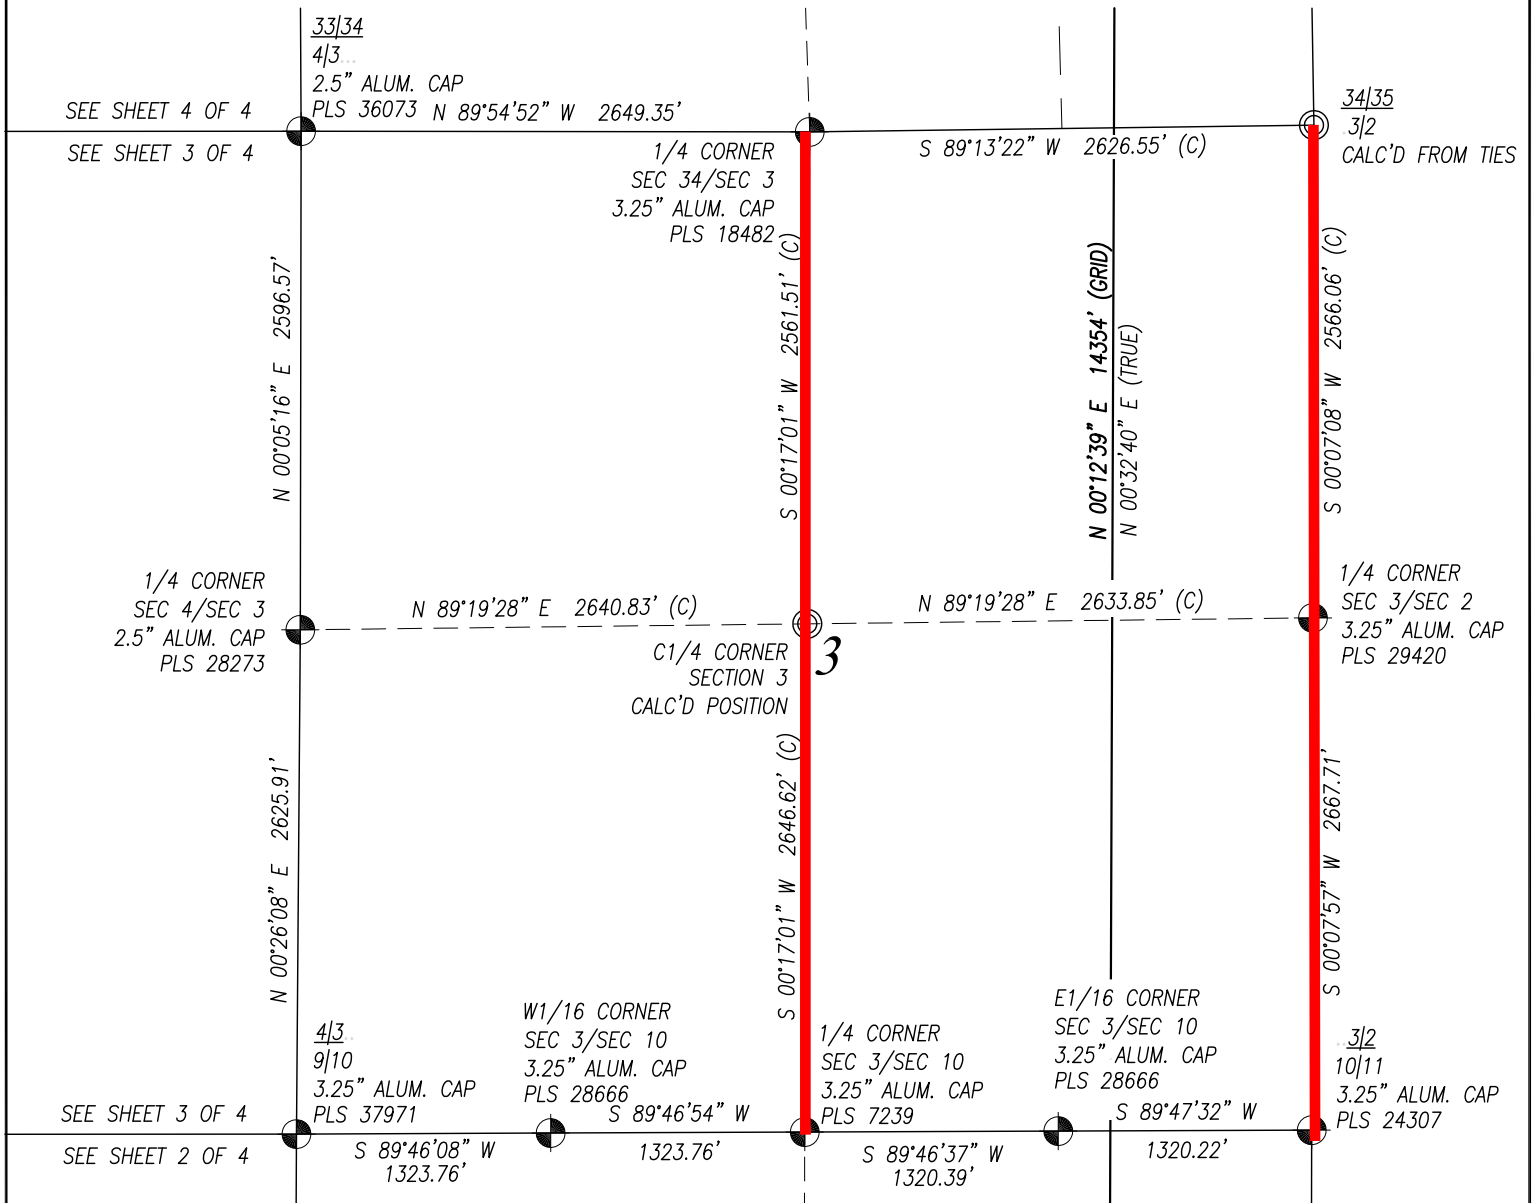 33|34
4|3
2.5” ALUM. CAP
PLS 36073
N 89°54'52” W 2649.35'
SEE SHEET 4 OF 4
SEE SHEET 3 OF 4
34|35
3|2
CALC'D FROM TIES
1/4 CORNER
SEC 34/SEC 3
3.25” ALUM. CAP
PLS 18482
S 89°13'22” W 2626.55' (C)
N 00°05'16” E 2596.57'
S 00°17'01” W 2561.51' (C)
N 00°12'39” E 14354' (GRID)
N 00°32'40” E (TRUE)
S 00°07'08” W 2566.06' (C)
1/4 CORNER
SEC 4/SEC 3
2.5” ALUM. CAP
PLS 28273
N 89°19'28” E 2640.83' (C)
N 89°19'28” E 2633.85' (C)
1/4 CORNER
SEC 3/SEC 2
3.25” ALUM. CAP
PLS 29420
C1/4 CORNER
SECTION 3
CALC'D POSITION
3
N 00°26'08” E 2625.91'
S 00°17'01” W 2646.62' (C)
S 00°07'57” W 2667.71'
4|3
9|10
3.25” ALUM. CAP
PLS 37971
W1/16 CORNER
SEC 3/SEC 10
3.25” ALUM. CAP
PLS 28666
1/4 CORNER
SEC 3/SEC 10
3.25” ALUM. CAP
PLS 7239
E1/16 CORNER
SEC 3/SEC 10
3.25” ALUM. CAP
PLS 28666
3|2
10|11
3.25” ALUM. CAP
PLS 24307
SEE SHEET 3 OF 4
SEE SHEET 2 OF 4
S 89°46'08” W
1323.76'
S 89°46'54” W
1323.76'
S 89°46'37” W
1320.39'
S 89°47'32” W
1320.22'